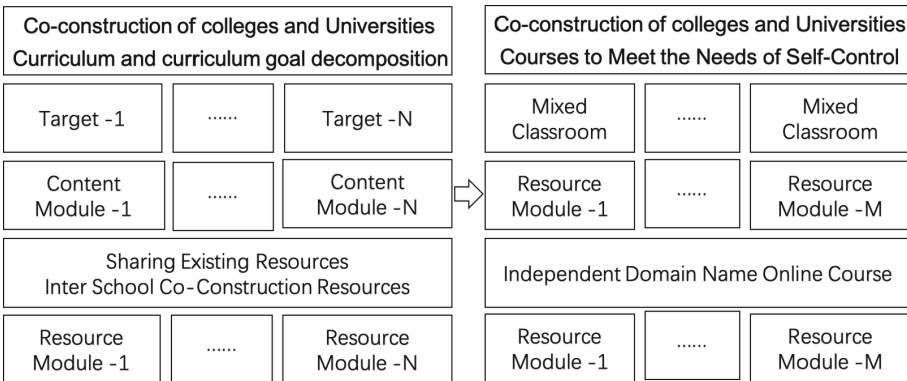 Co-construction of colleges and Universities
Curriculum and curriculum goal decomposition
Target -1
......
Target -N
Content
Module -1
......
Content
Module -N
Sharing Existing Resources
Inter School Co-Construction Resources
Resource
Module -1
......
Resource
Module -N
Co-construction of colleges and Universities
Courses to Meet the Needs of Self-Control
Mixed
Classroom
......
Mixed
Classroom
Resource
Module -1
......
Resource
Module -M
Independent Domain Name Online Course
Resource
Module -1
......
Resource
Module -M